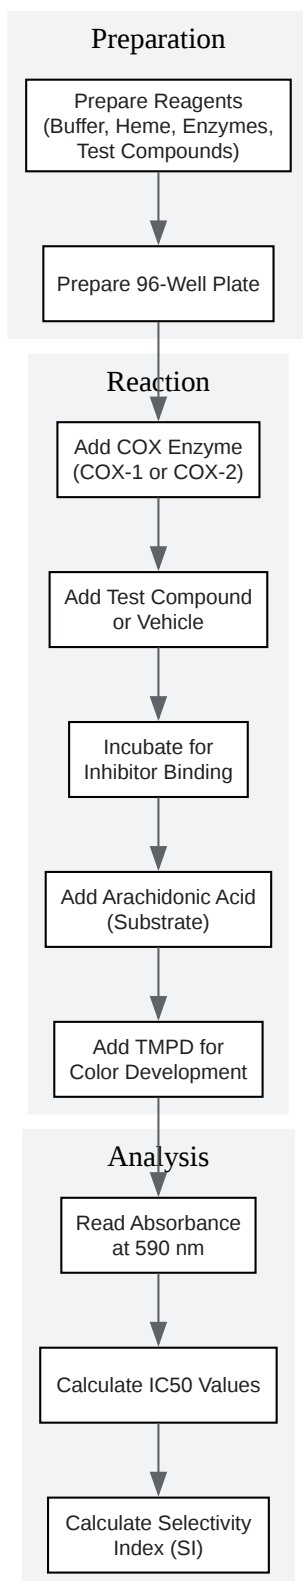 Preparation
Prepare Reagents
(Buffer, Heme, Enzymes,
Test Compounds)
Prepare 96-Well Plate
Reaction
Add COX Enzyme
(COX-1 or COX-2)
Add Test Compound
or Vehicle
Incubate for
Inhibitor Binding
Add Arachidonic Acid
(Substrate)
Add TMPD for
Color Development
Analysis
Read Absorbance
at 590 nm
Calculate IC50 Values
Calculate Selectivity
Index (SI)